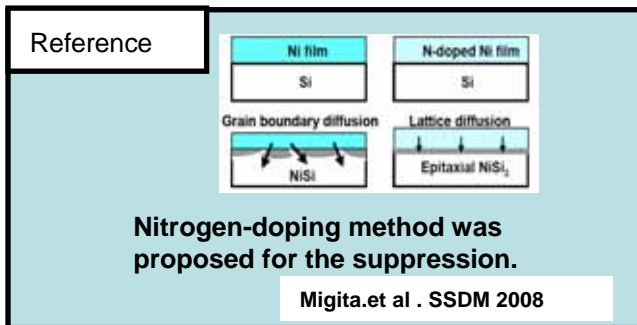 Reference
Ni film
N-doped Ni film
Si
Si
Grain boundary diffusion
Lattice diffusion
NiSi
Epitaxial NiSi₂
Nitrogen-doping method was
proposed for the suppression.
Migita.et al . SSDM 2008